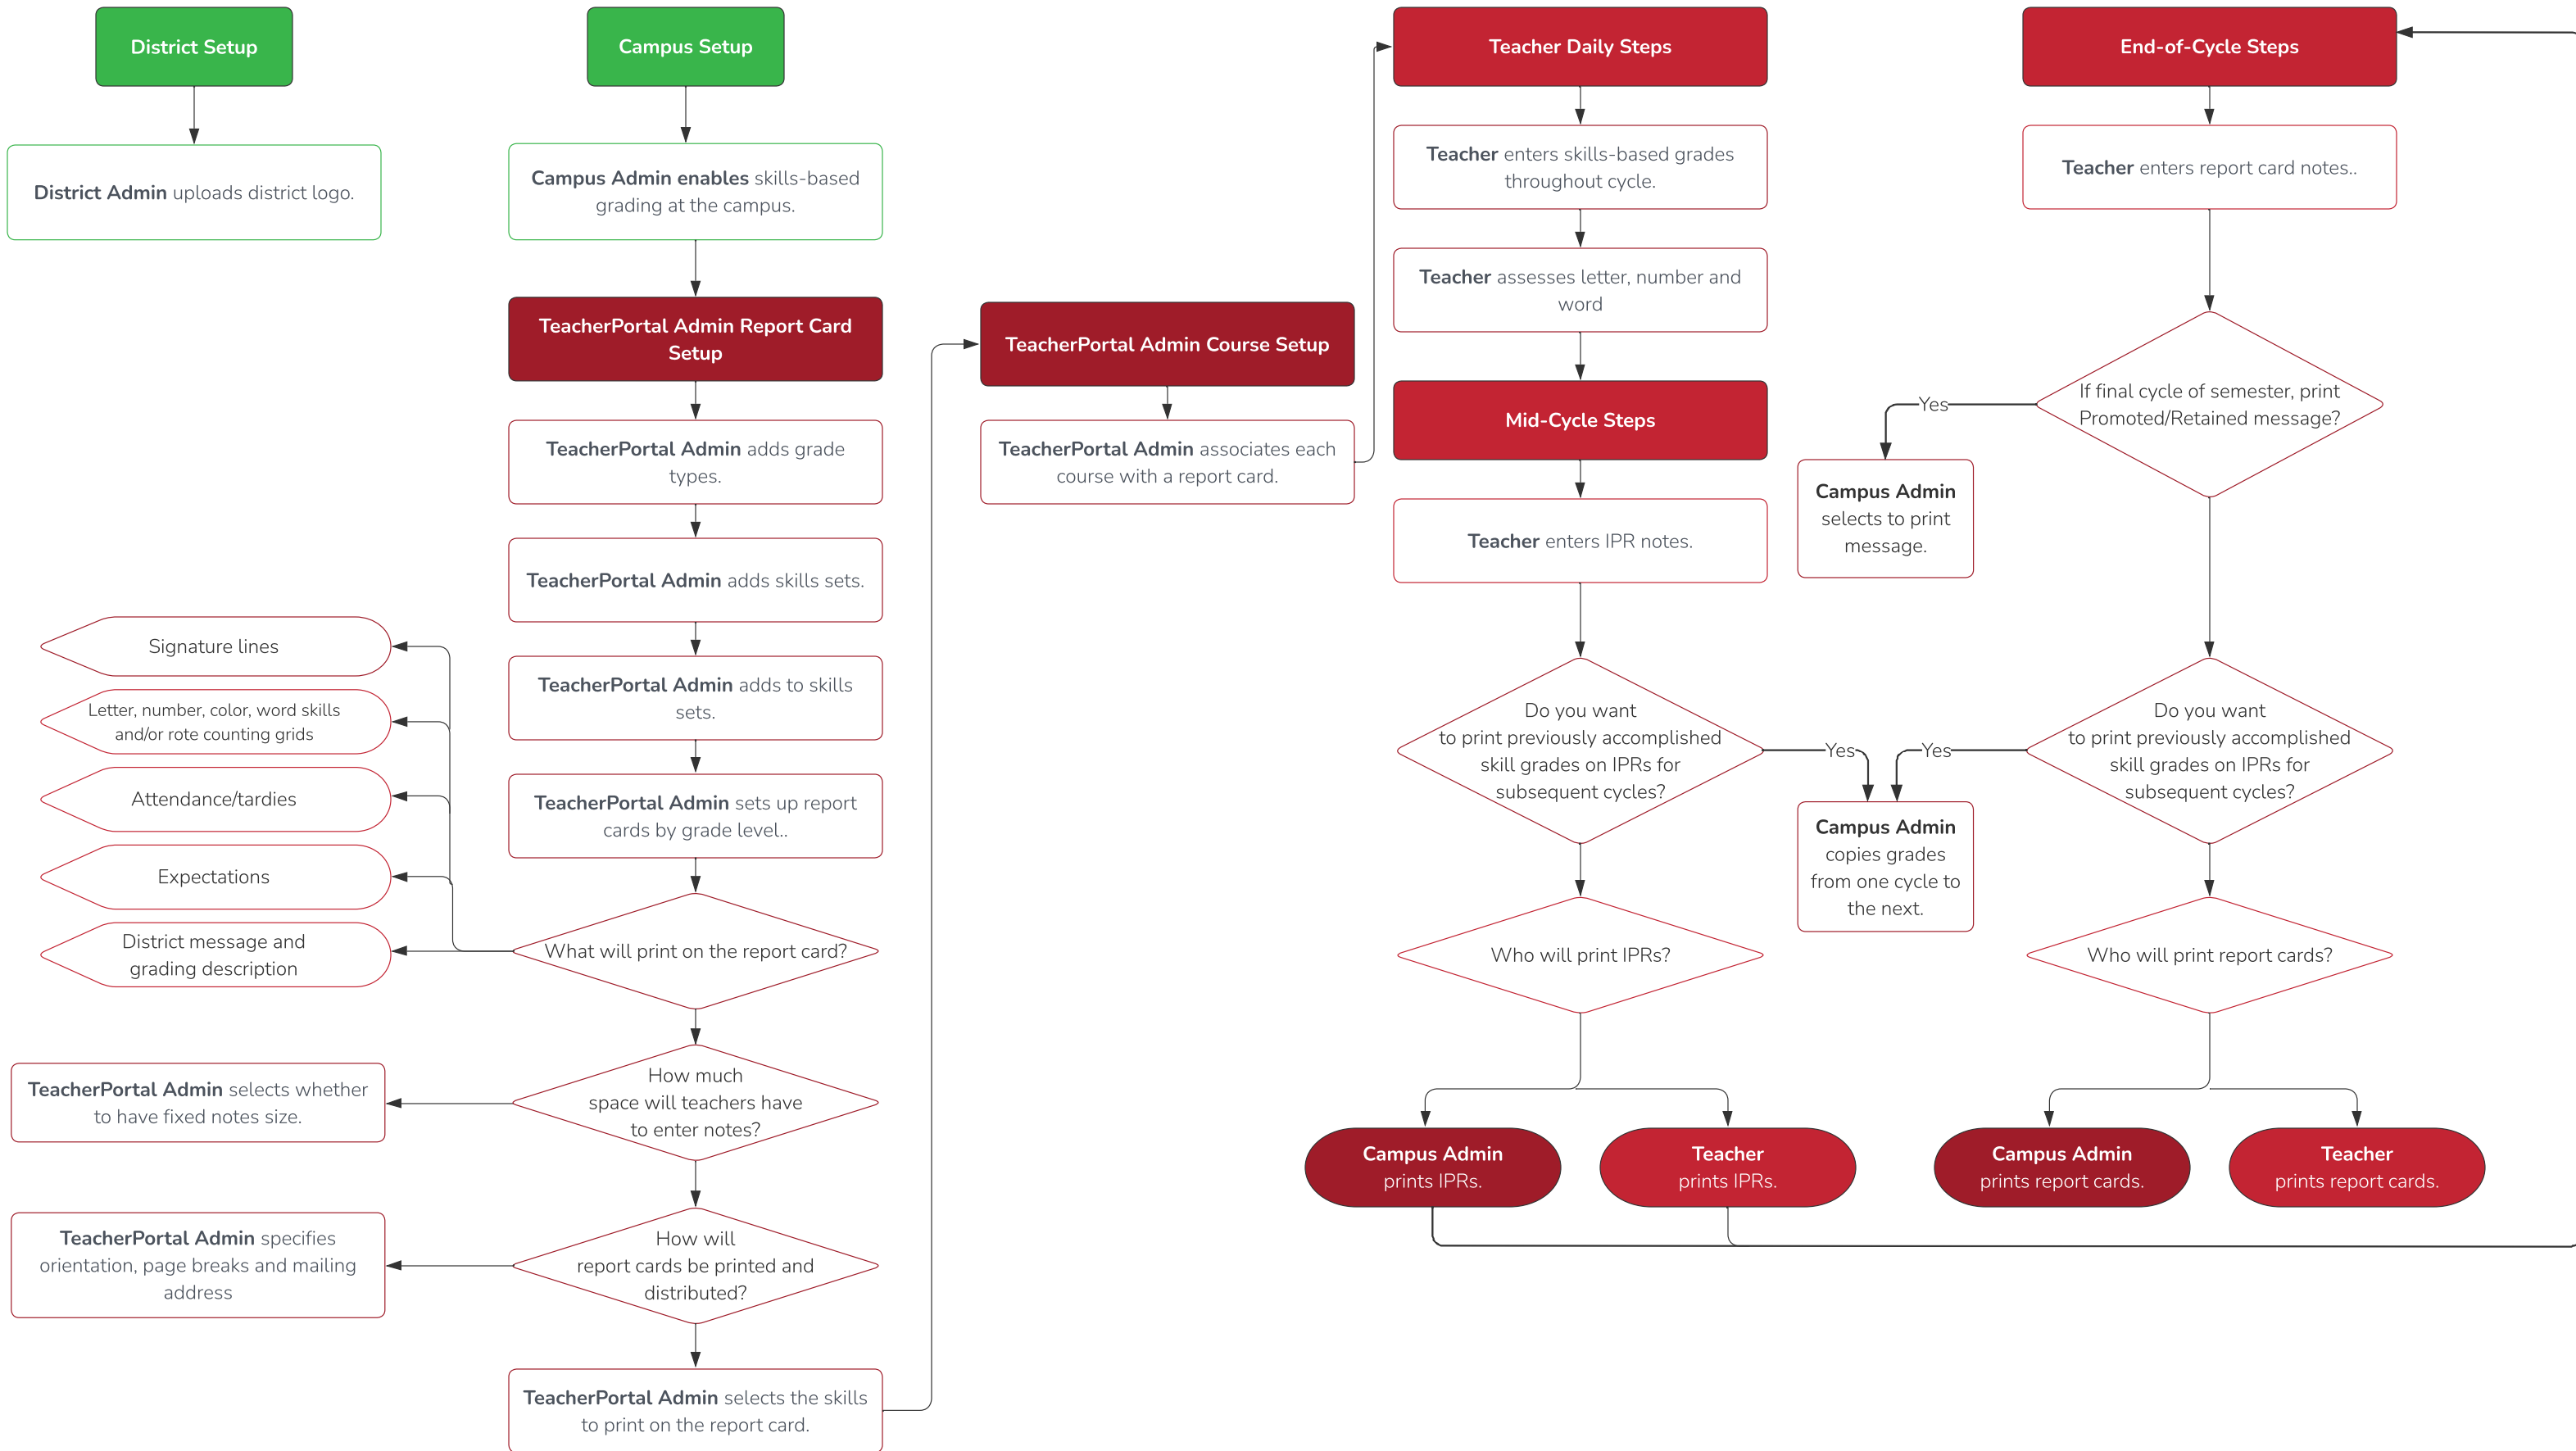 District Setup
District Admin uploads district logo.
Campus Setup
Campus Admin enables skills-based
grading at the campus.
TeacherPortal Admin Report Card
Setup
TeacherPortal Admin adds grade
types.
TeacherPortal Admin adds skills sets.
TeacherPortal Admin adds to skills
sets.
TeacherPortal Admin sets up report
cards by grade level..
What will print on the report card?
Signature lines
Letter, number, color, word skills
and/or rote counting grids
Attendance/tardies
Expectations
District message and
grading description
How much
space will teachers have
to enter notes?
TeacherPortal Admin selects whether
to have fixed notes size.
How will
report cards be printed and
distributed?
TeacherPortal Admin specifies
orientation, page breaks and mailing
address
TeacherPortal Admin selects the skills
to print on the report card.
TeacherPortal Admin Course Setup
TeacherPortal Admin associates each
course with a report card.
Teacher Daily Steps
Teacher enters skills-based grades
throughout cycle.
Teacher assesses letter, number and
word
Mid-Cycle Steps
Teacher enters IPR notes.
Do you want
to print previously accomplished
skill grades on IPRs for
subsequent cycles?
Yes
Campus Admin
copies grades
from one cycle to
the next.
Who will print IPRs?
Campus Admin
prints IPRs.
Teacher
prints IPRs.
End-of-Cycle Steps
Teacher enters report card notes..
If final cycle of semester, print
Promoted/Retained message?
Yes
Campus Admin
selects to print
message.
Do you want
to print previously accomplished
skill grades on IPRs for
subsequent cycles?
Yes
Who will print report cards?
Campus Admin
prints report cards.
Teacher
prints report cards.